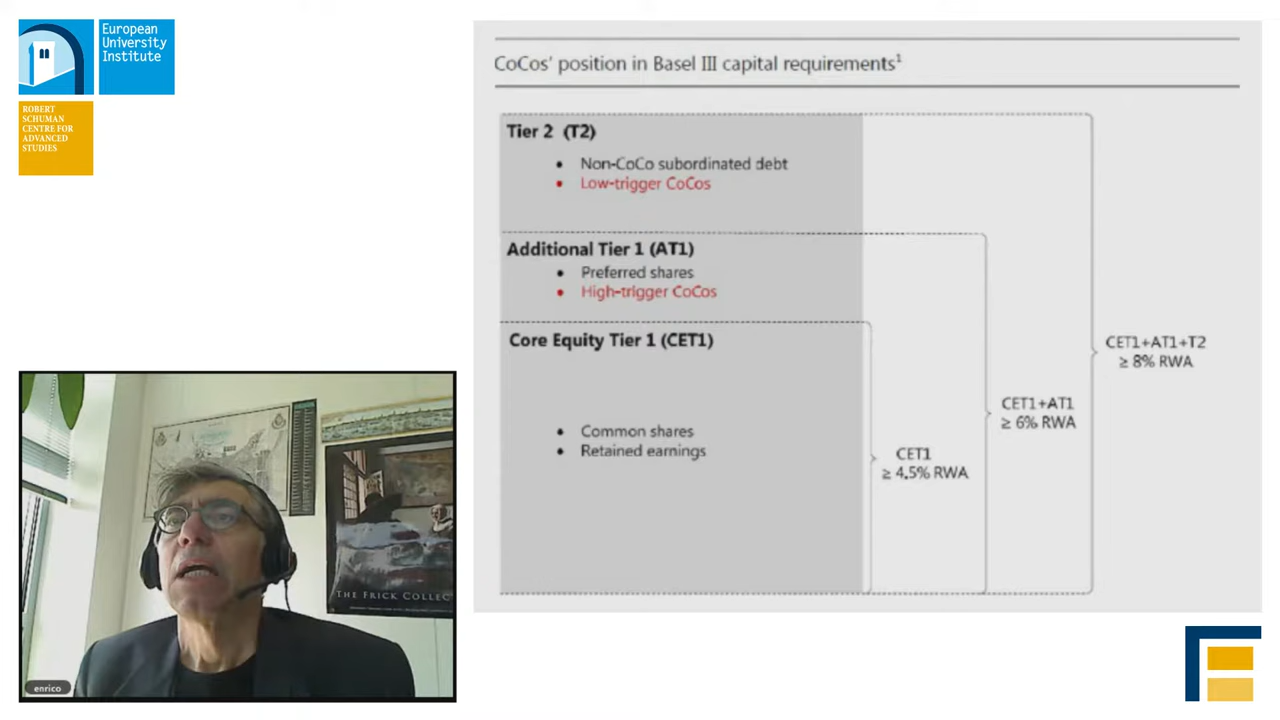 European
University
Institute
ROBERT
SCHUMAN
CENTRE FOR
ADVANCED
STUDIES
CoCos' position in Basel III capital requirements¹
Tier 2 (T2)
• Non-CoCo subordinated debt
• Low-trigger CoCos
Additional Tier 1 (AT1)
• Preferred shares
• High-trigger CoCos
Core Equity Tier 1 (CET1)
• Common shares
• Retained earnings
CET1
≥ 4,5% RWA
CET1+AT1
≥ 6% RWA
CET1+AT1+T2
≥ 8% RWA
THE FRICK COLLEC
enrico